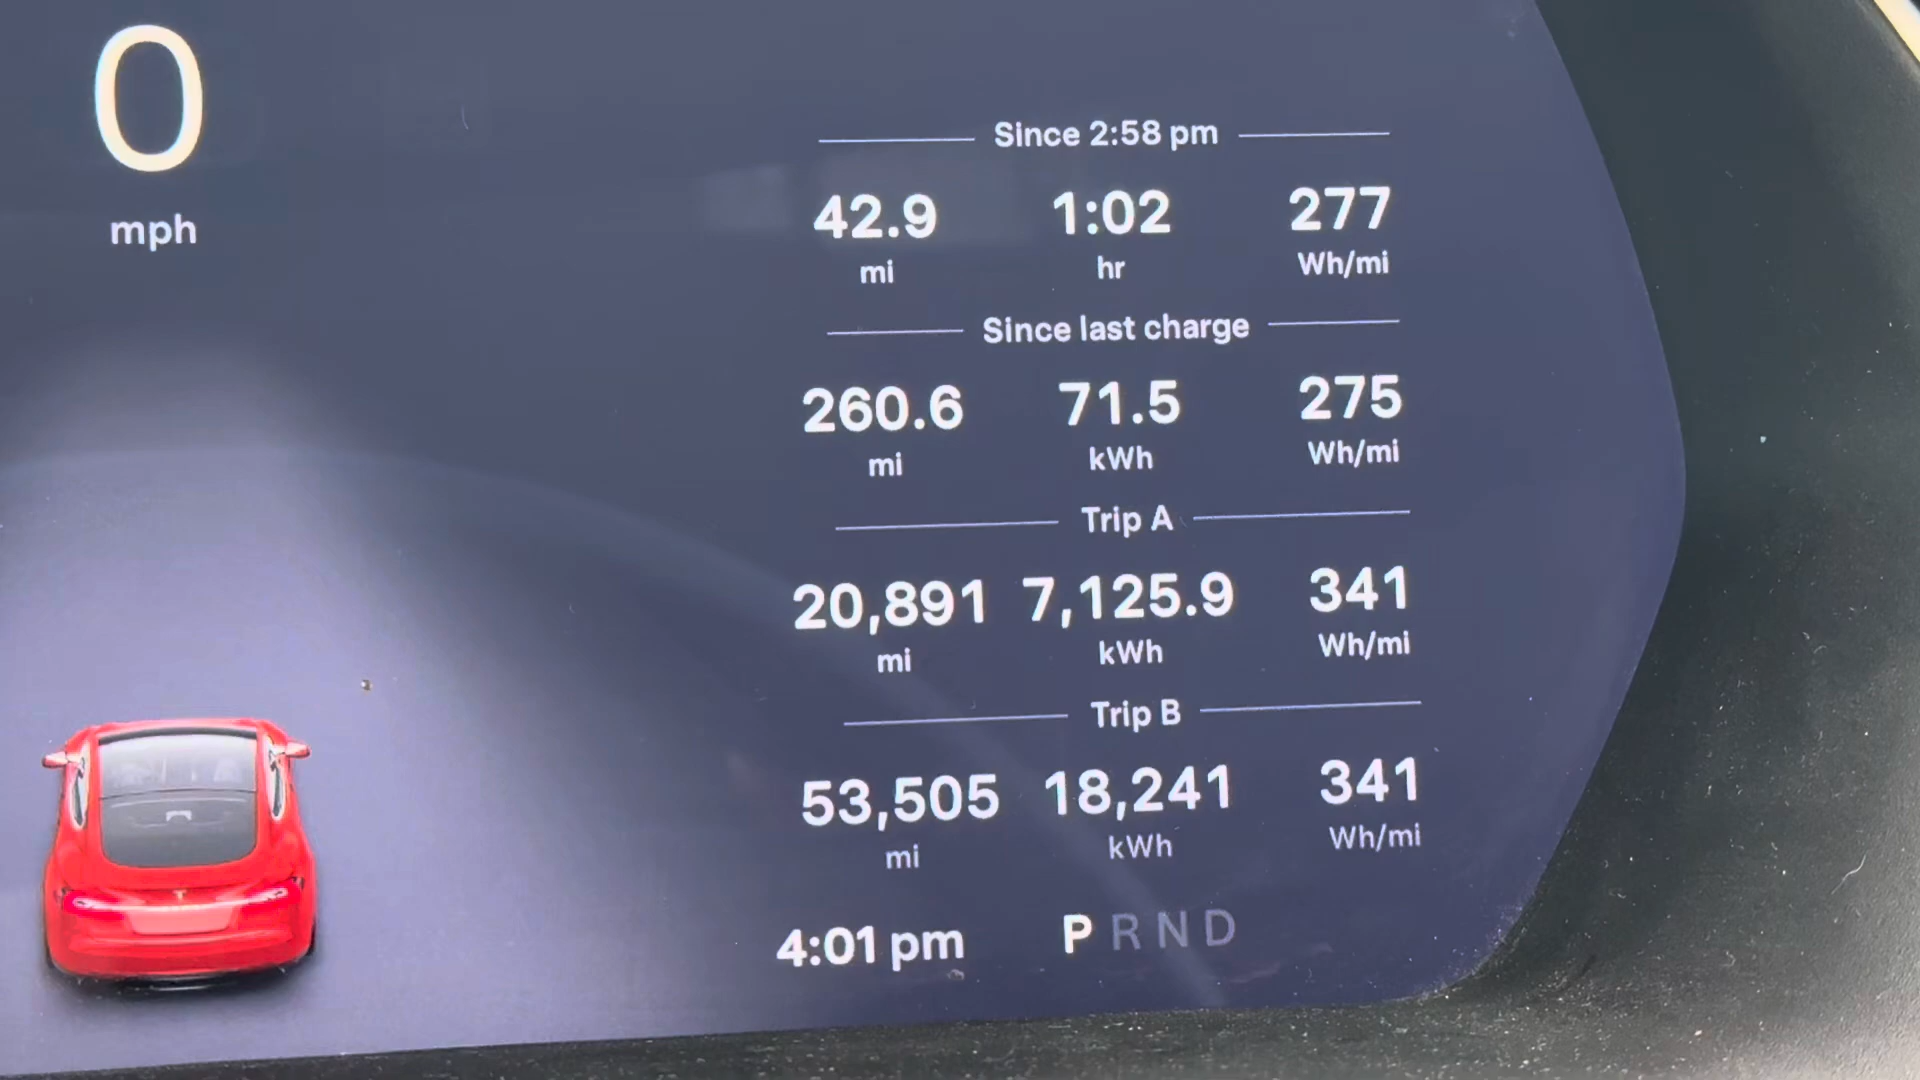 0
mph
Since 2:58 pm
42.9 1:02 277
mi hr Wh/mi
Since last charge
260.6 71.5 275
mi kWh Wh/mi
Trip A
20,891 7,125.9 341
mi kWh Wh/mi
Trip B
53,505 18,241 341
mi kWh Wh/mi
4:01 pm P R N D